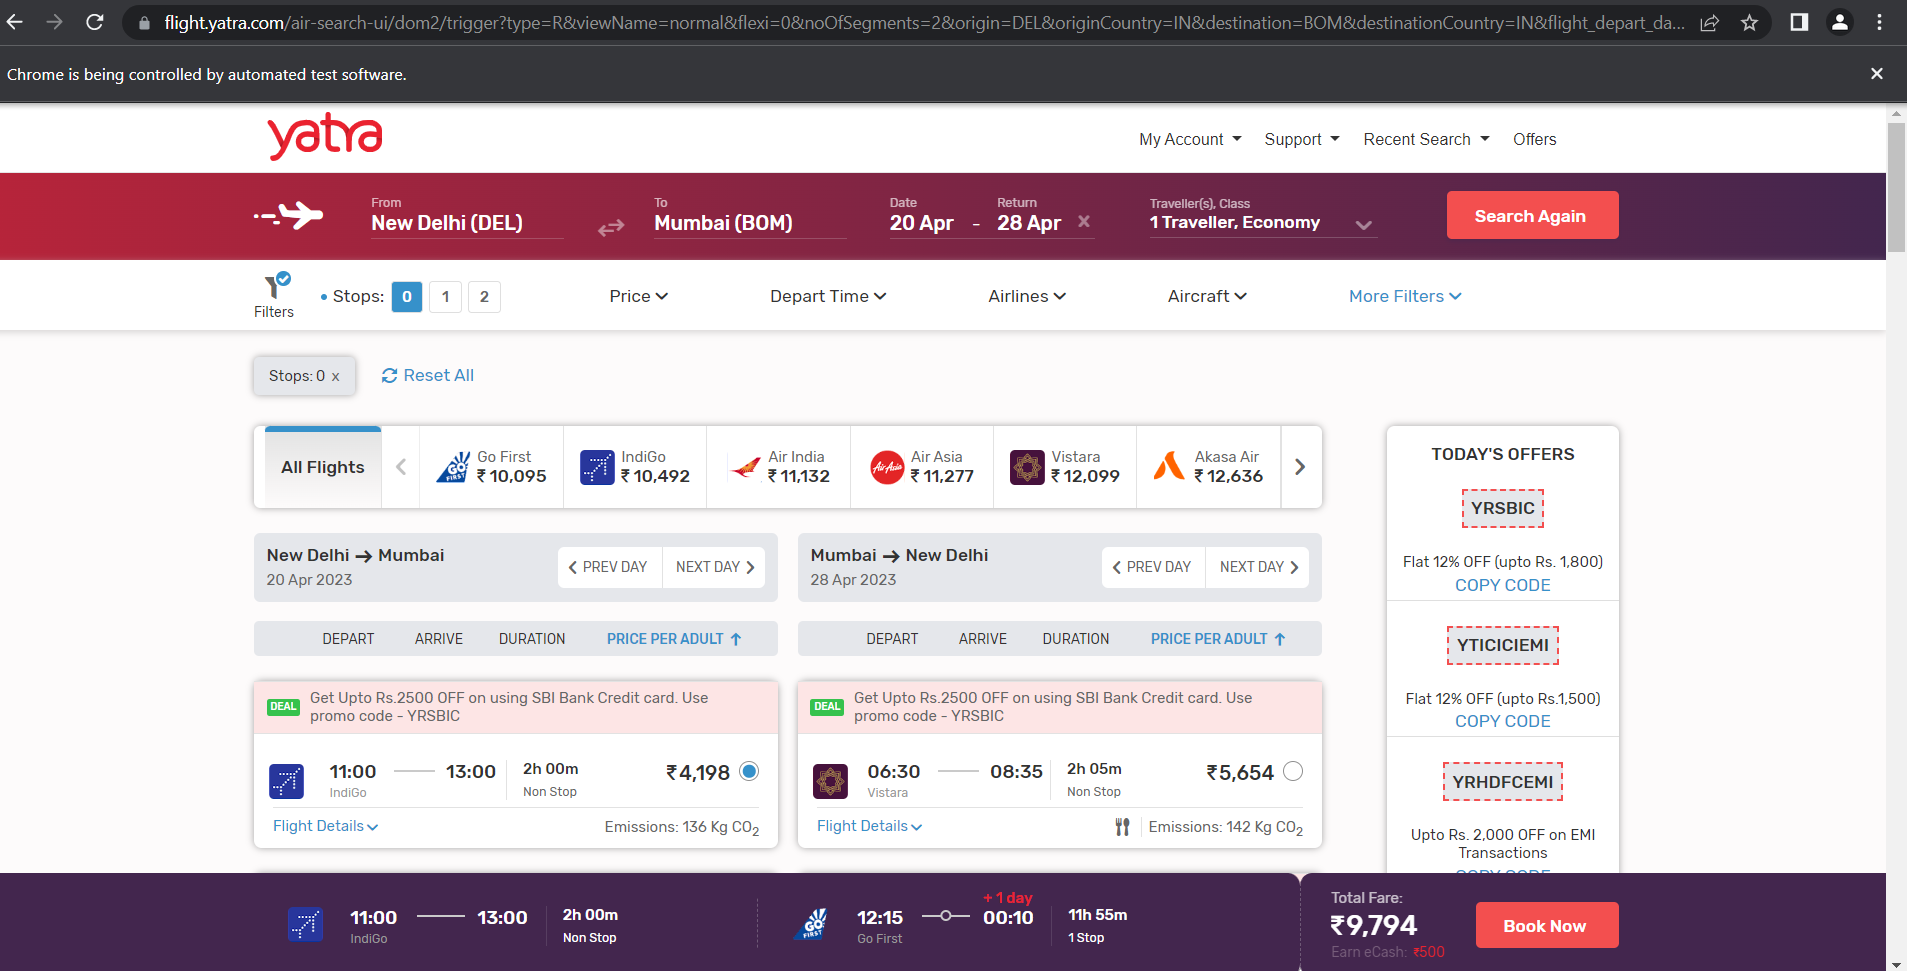 flight.yatra.com/air-search-ui/dom2/trigger?type=R&viewName=normal&flexi=0&noOfSegments=2&origin=DEL&originCountry=IN&destination=BOM&destinationCountry=IN&flight_depart_da...
Chrome is being controlled by automated test software.
yatra
My Account Support Recent Search Offers
From To Date Return Traveller(s), Class
New Delhi (DEL) Mumbai (BOM) 20 Apr - 28 Apr × 1 Traveller, Economy Search Again
Filters
Stops: 0 1 2 Price Depart Time Airlines Aircraft More Filters
Stops: 0 x Reset All
All Flights
Go First
₹ 10,095
IndiGo
₹ 10,492
Air India
₹ 11,132
AirAsia
Air Asia
₹ 11,277
Vistara
₹ 12,099
Akasa Air
₹ 12,636
New Delhi → Mumbai
20 Apr 2023
PREV DAY NEXT DAY
DEPART ARRIVE DURATION PRICE PER ADULT ↑
DEAL Get Upto Rs.2500 OFF on using SBI Bank Credit card. Use
promo code - YRSBIC
11:00 13:00 2h 00m ₹4,198
IndiGo Non Stop
Flight Details Emissions: 136 Kg CO2
Mumbai → New Delhi
28 Apr 2023
PREV DAY NEXT DAY
DEPART ARRIVE DURATION PRICE PER ADULT ↑
DEAL Get Upto Rs.2500 OFF on using SBI Bank Credit card. Use
promo code - YRSBIC
06:30 08:35 2h 05m ₹5,654
Vistara Non Stop
Flight Details Emissions: 142 Kg CO2
TODAY'S OFFERS
YRSBIC
Flat 12% OFF (upto Rs. 1,800)
COPY CODE
YTICICIEMI
Flat 12% OFF (upto Rs.1,500)
COPY CODE
YRHDFCEMI
Upto Rs. 2,000 OFF on EMI
Transactions
COPY CODE
11:00 13:00 2h 00m
IndiGo Non Stop
GO FIRST
+ 1 day
12:15 00:10 11h 55m
Go First 1 Stop
Total Fare:
₹9,794
Earn eCash: ₹500
Book Now